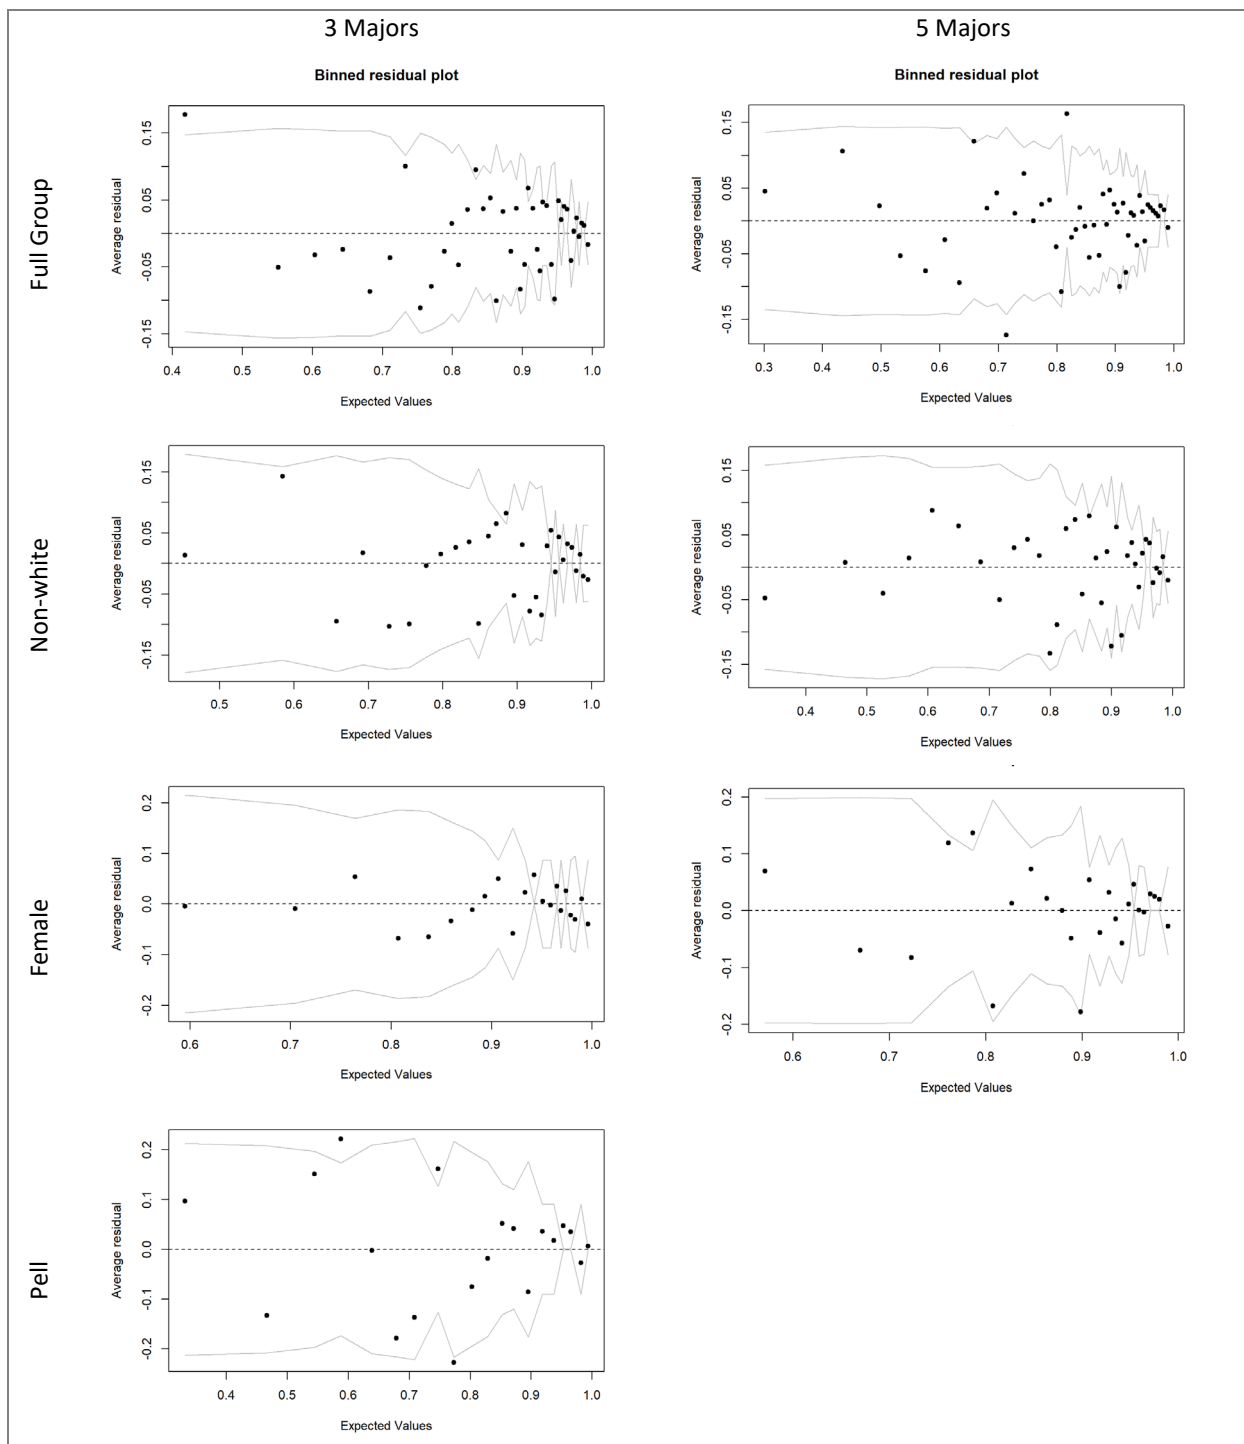 3 Majors
5 Majors
Binned residual plot
Binned residual plot
Full Group
Average residual
0.15
0.05
-0.05
-0.15
0.4 0.5 0.6 0.7 0.8 0.9 1.0
Expected Values
Average residual
0.15
0.05
-0.05
-0.15
0.3 0.4 0.5 0.6 0.7 0.8 0.9 1.0
Expected Values
Non-white
Average residual
0.15
0.05
-0.05
-0.15
0.5 0.6 0.7 0.8 0.9 1.0
Expected Values
Average residual
0.15
0.05
-0.05
-0.15
0.4 0.5 0.6 0.7 0.8 0.9 1.0
Expected Values
Female
Average residual
0.2
0.1
0.0
-0.1
-0.2
0.6 0.7 0.8 0.9 1.0
Expected Values
Average residual
0.2
0.1
0.0
-0.1
-0.2
0.6 0.7 0.8 0.9 1.0
Expected Values
Pell
Average residual
0.2
0.1
0.0
-0.1
-0.2
0.4 0.5 0.6 0.7 0.8 0.9 1.0
Expected Values